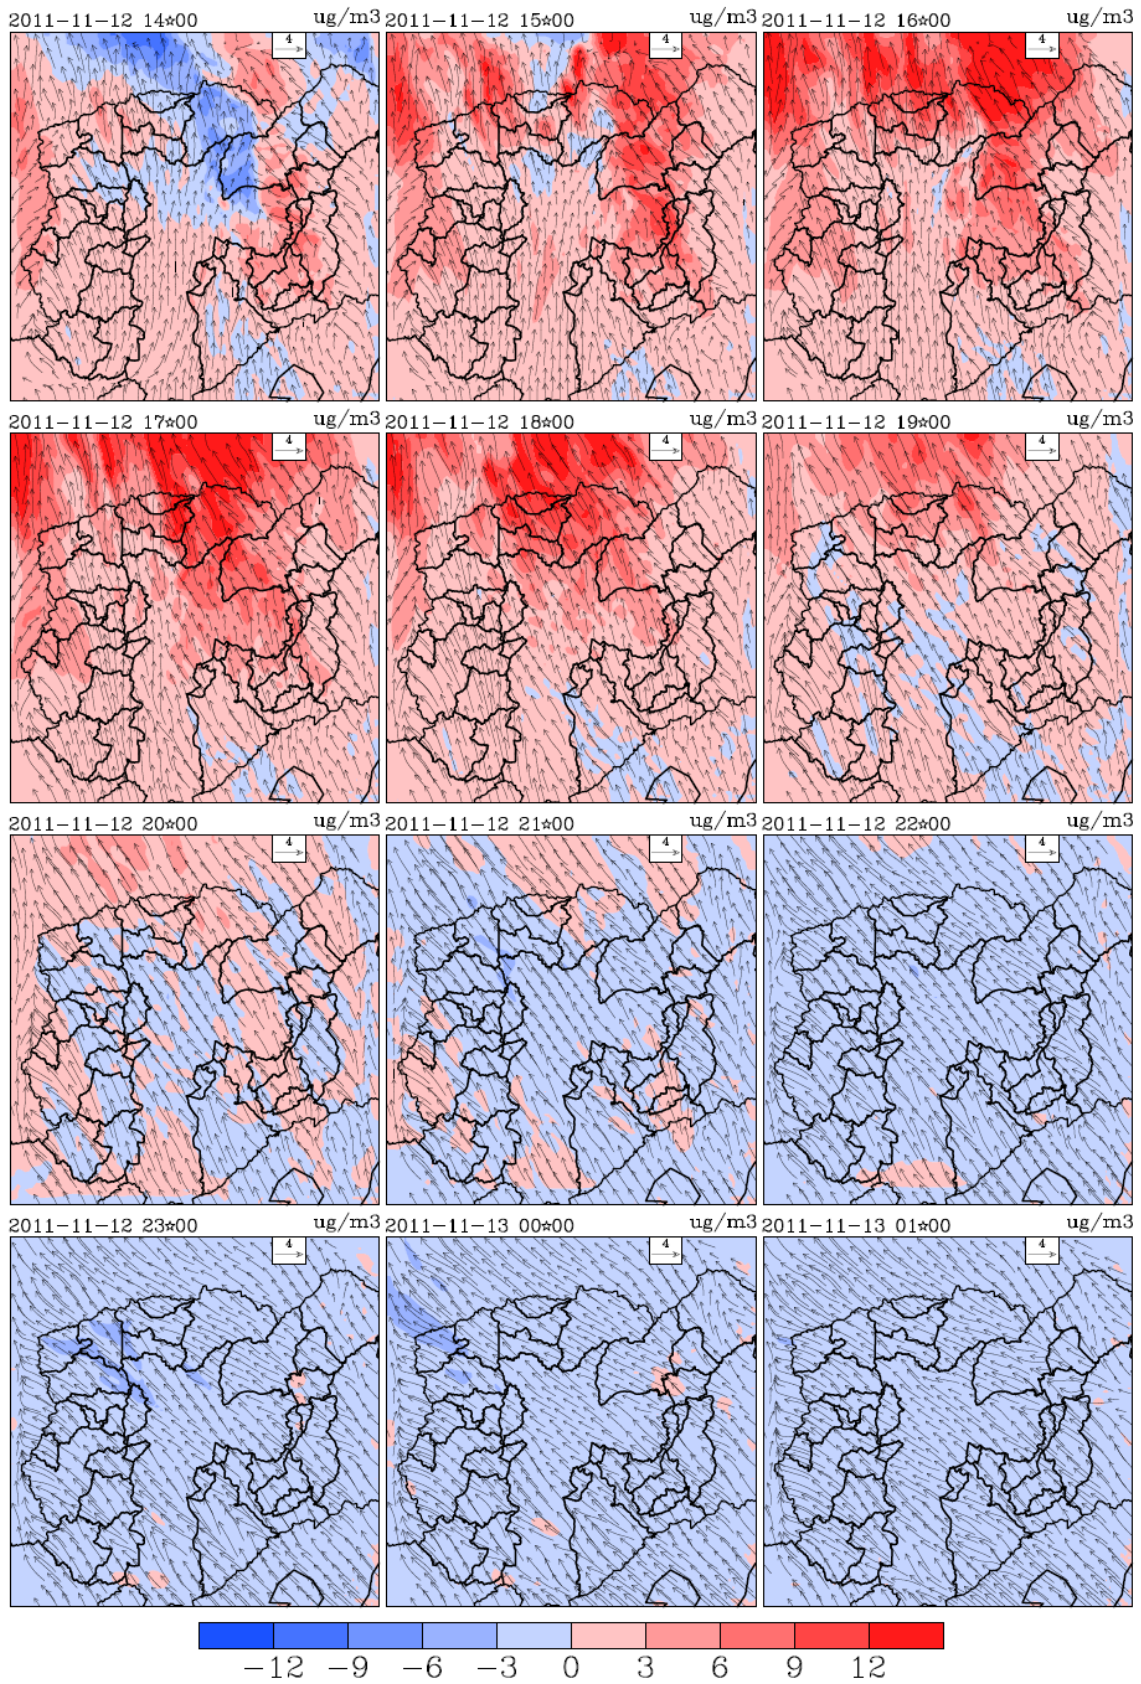 2011-11-12 14☆00 ug/m3
4
2011-11-12 15☆00 ug/m3
4
2011-11-12 16☆00 ug/m3
4
2011-11-12 17☆00 ug/m3
4
2011-11-12 18☆00 ug/m3
4
2011-11-12 19☆00 ug/m3
4
2011-11-12 20☆00 ug/m3
4
2011-11-12 21☆00 ug/m3
4
2011-11-12 22☆00 ug/m3
4
2011-11-12 23☆00 ug/m3
4
2011-11-13 00☆00 ug/m3
4
2011-11-13 01☆00 ug/m3
4
-12 -9 -6 -3 0 3 6 9 12